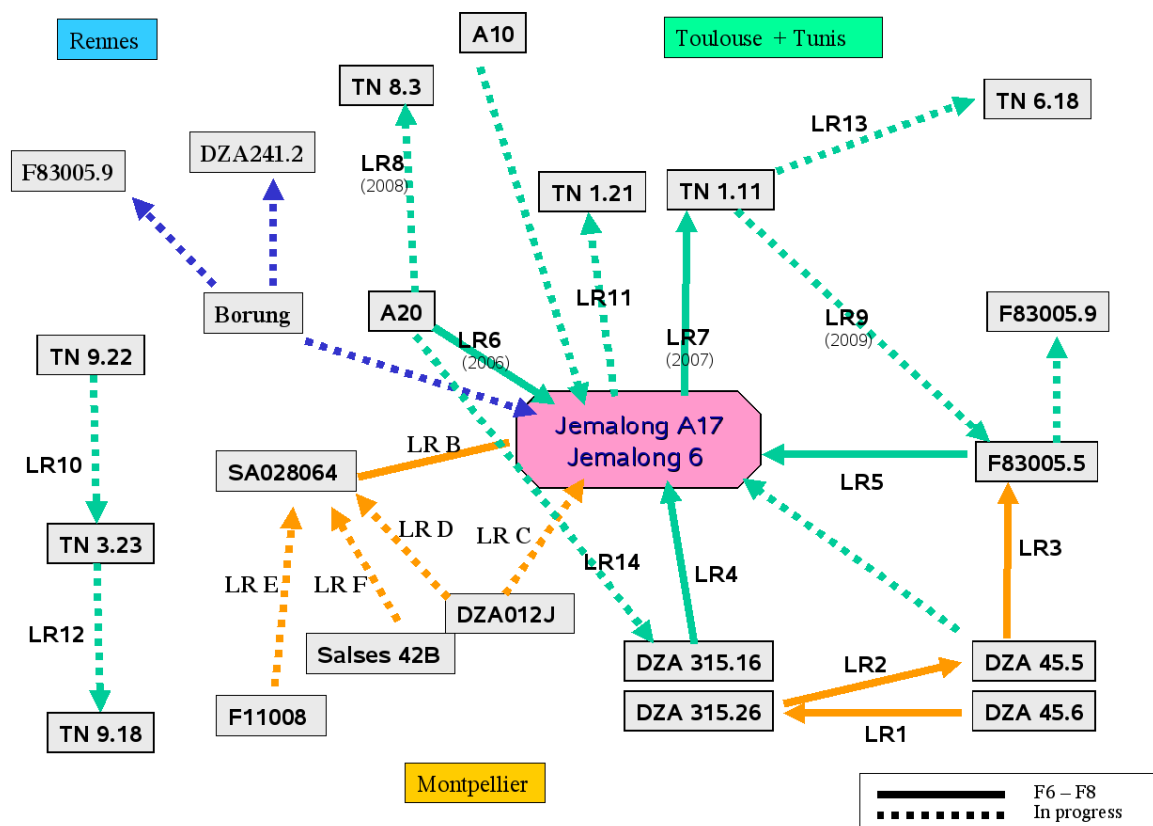 Rennes
A10
Toulouse + Tunis
TN 8.3
TN 6.18
LR13
F83005.9
DZA241.2
LR8
(2008)
TN 1.21
TN 1.11
Borung
A20
LR11
LR6
(2006)
LR7
(2007)
LR9
(2009)
F83005.9
TN 9.22
Jemalong A17
Jemalong 6
LR B
LR10
SA028064
LR5
F83005.5
LR D
LR C
TN 3.23
LR14
LR4
LR3
LR E
LR F
DZA012J
LR12
Salses 42B
DZA 315.16
LR2
DZA 45.5
F11008
DZA 315.26
DZA 45.6
TN 9.18
LR1
Montpellier
F6 – F8
In progress